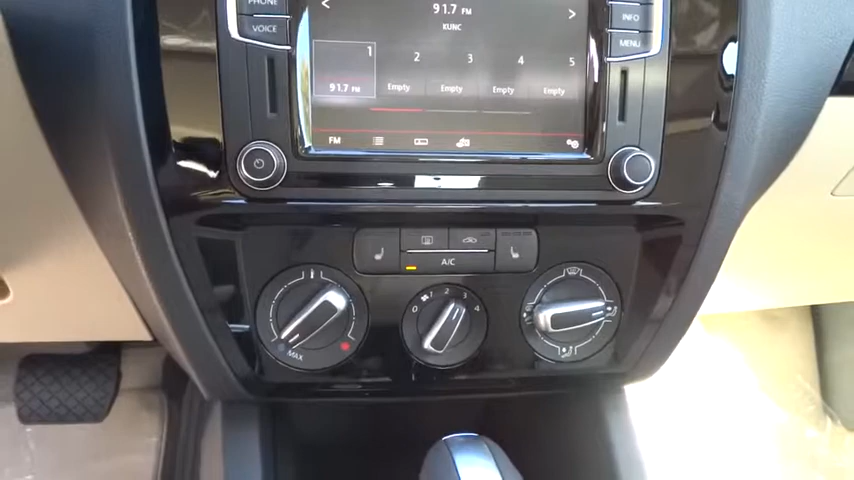 PHONE
VOICE
91.7 FM
KUNC
INFO
MENU
1 2 3 4 5
91.7 FM Empty Empty Empty Empty
FM
A/C
0 1 2 3 4
MAX